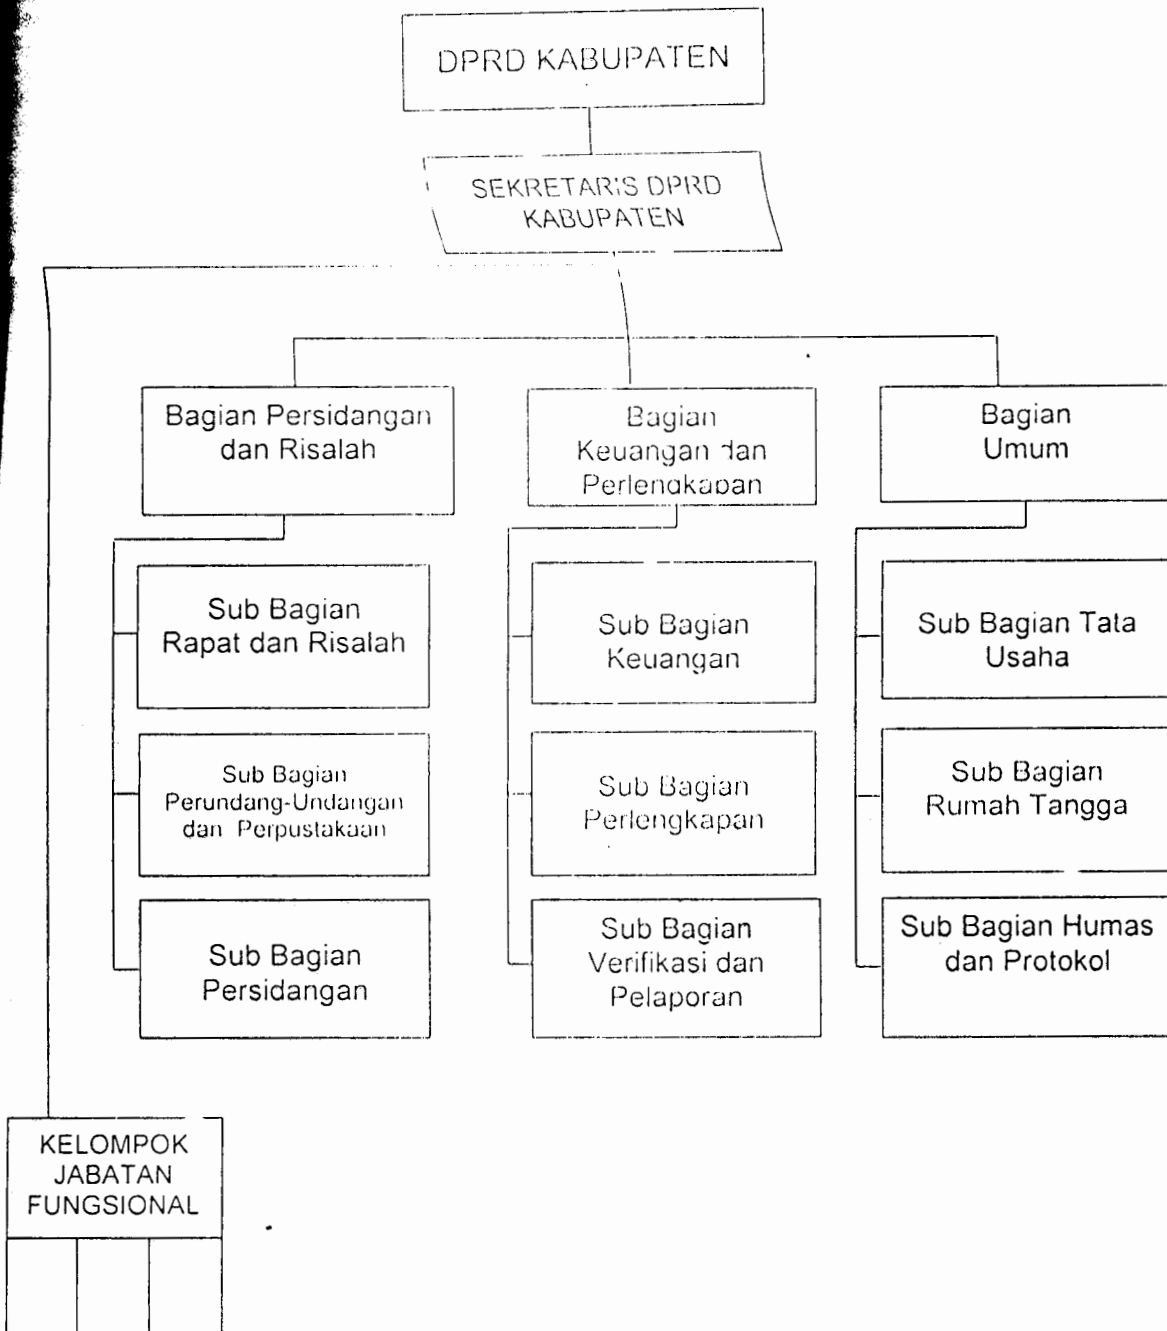 DPRD KABUPATEN
SEKRETARIS DPRD
KABUPATEN
Bagian Persidangan
dan Risalah
Bagian
Keuangan dan
Perlengkapan
Bagian
Umum
Sub Bagian
Rapat dan Risalah
Sub Bagian
Keuangan
Sub Bagian Tata
Usaha
Sub Bagian
Perundang-Undangan
dan Perpustakaan
Sub Bagian
Perlengkapan
Sub Bagian
Rumah Tangga
Sub Bagian
Persidangan
Sub Bagian
Verifikasi dan
Pelaporan
Sub Bagian Humas
dan Protokol
KELOMPOK
JABATAN
FUNGSIONAL